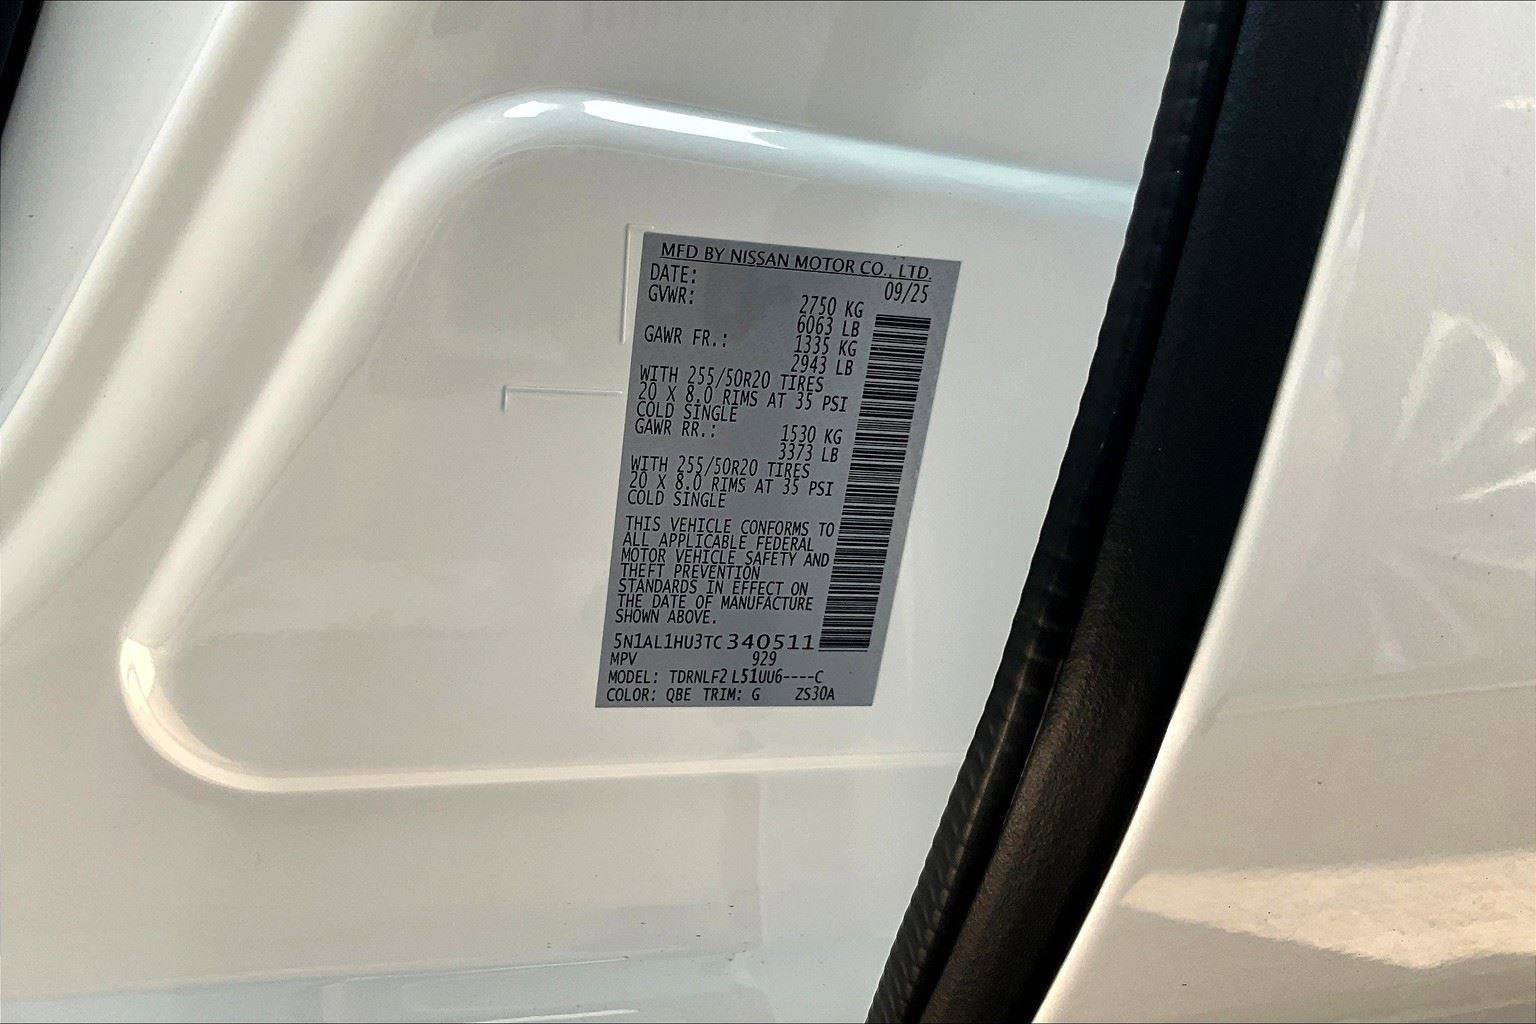 MFD BY NISSAN MOTOR CO., LTD.
DATE: 09/25
GVWR: 2750 KG
6063 LB
GAWR FR.: 1335 KG
2943 LB
WITH 255/50R20 TIRES
20 X 8.0 RIMS AT 35 PSI
COLD SINGLE
GAWR RR.: 1530 KG
3373 LB
WITH 255/50R20 TIRES
20 X 8.0 RIMS AT 35 PSI
COLD SINGLE
THIS VEHICLE CONFORMS TO
ALL APPLICABLE FEDERAL
MOTOR VEHICLE SAFETY AND
THEFT PREVENTION
STANDARDS IN EFFECT ON
THE DATE OF MANUFACTURE
SHOWN ABOVE.
5N1AL1HU3TC340511
MPV 929
MODEL: TDRNLF2 L51UU6----C
COLOR: QBE TRIM: G ZS30A